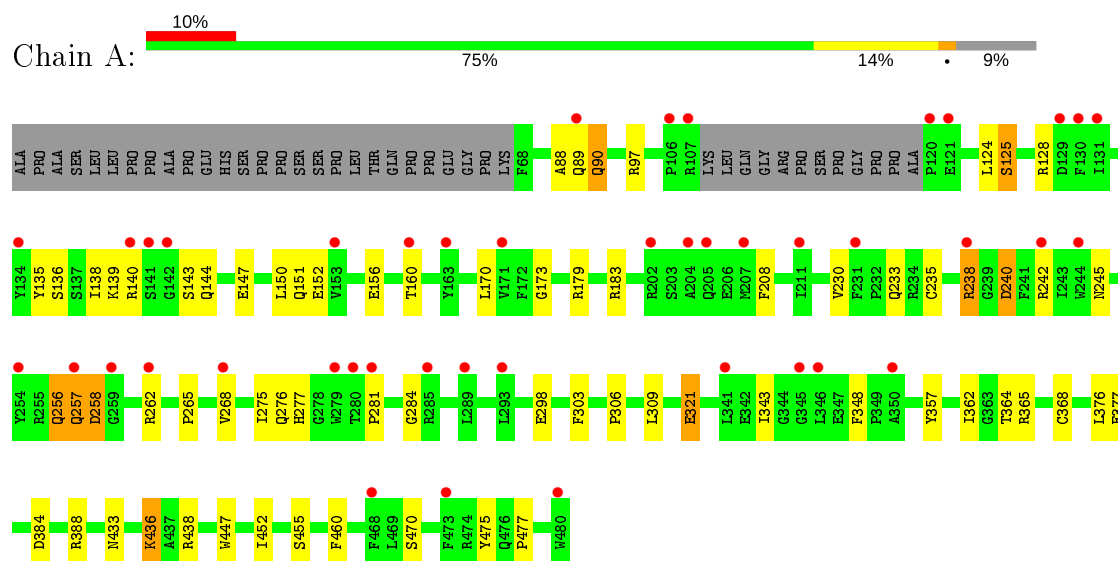 10%
Chain A:
75% 14% • 9%
ALA PRO ALA SER LEU LEU PRO PRO ALA PRO GLU HIS SER PRO PRO SER SER PRO LEU THR GLN PRO PRO GLU GLY PRO LYS F68 A88 Q89 Q90 R97 P106 R107 LYS LEU GLN GLY ARG PRO SER PRO GLY PRO PRO ALA P120 E121 L124 S125 R128 D129 F130 I131
Y134 Y135 S136 S137 I138 K139 R140 S141 G142 S143 Q144 E147 L150 Q151 E152 V153 E156 T160 Y163 L170 V171 F172 G173 R179 R183 R202 S203 A204 Q205 E206 M207 F208 I211 V230 F231 P232 Q233 R234 C235 R238 G239 D240 F241 R242 I243 W244 N245
Y254 R255 Q256 Q257 D258 G259 R262 P265 V268 I275 Q276 H277 G278 W279 T280 P281 G284 R285 L289 L293 E298 F303 P306 L309 E321 L341 E342 I343 G344 G345 L346 E347 F348 P349 A350 Y357 I362 G363 T364 R365 C368 L376
D384 R388 N433 K436 A437 R438 W447 I452 S455 F460 F468 L469 S470 F473 R474 Y475 Q476 P477 W480